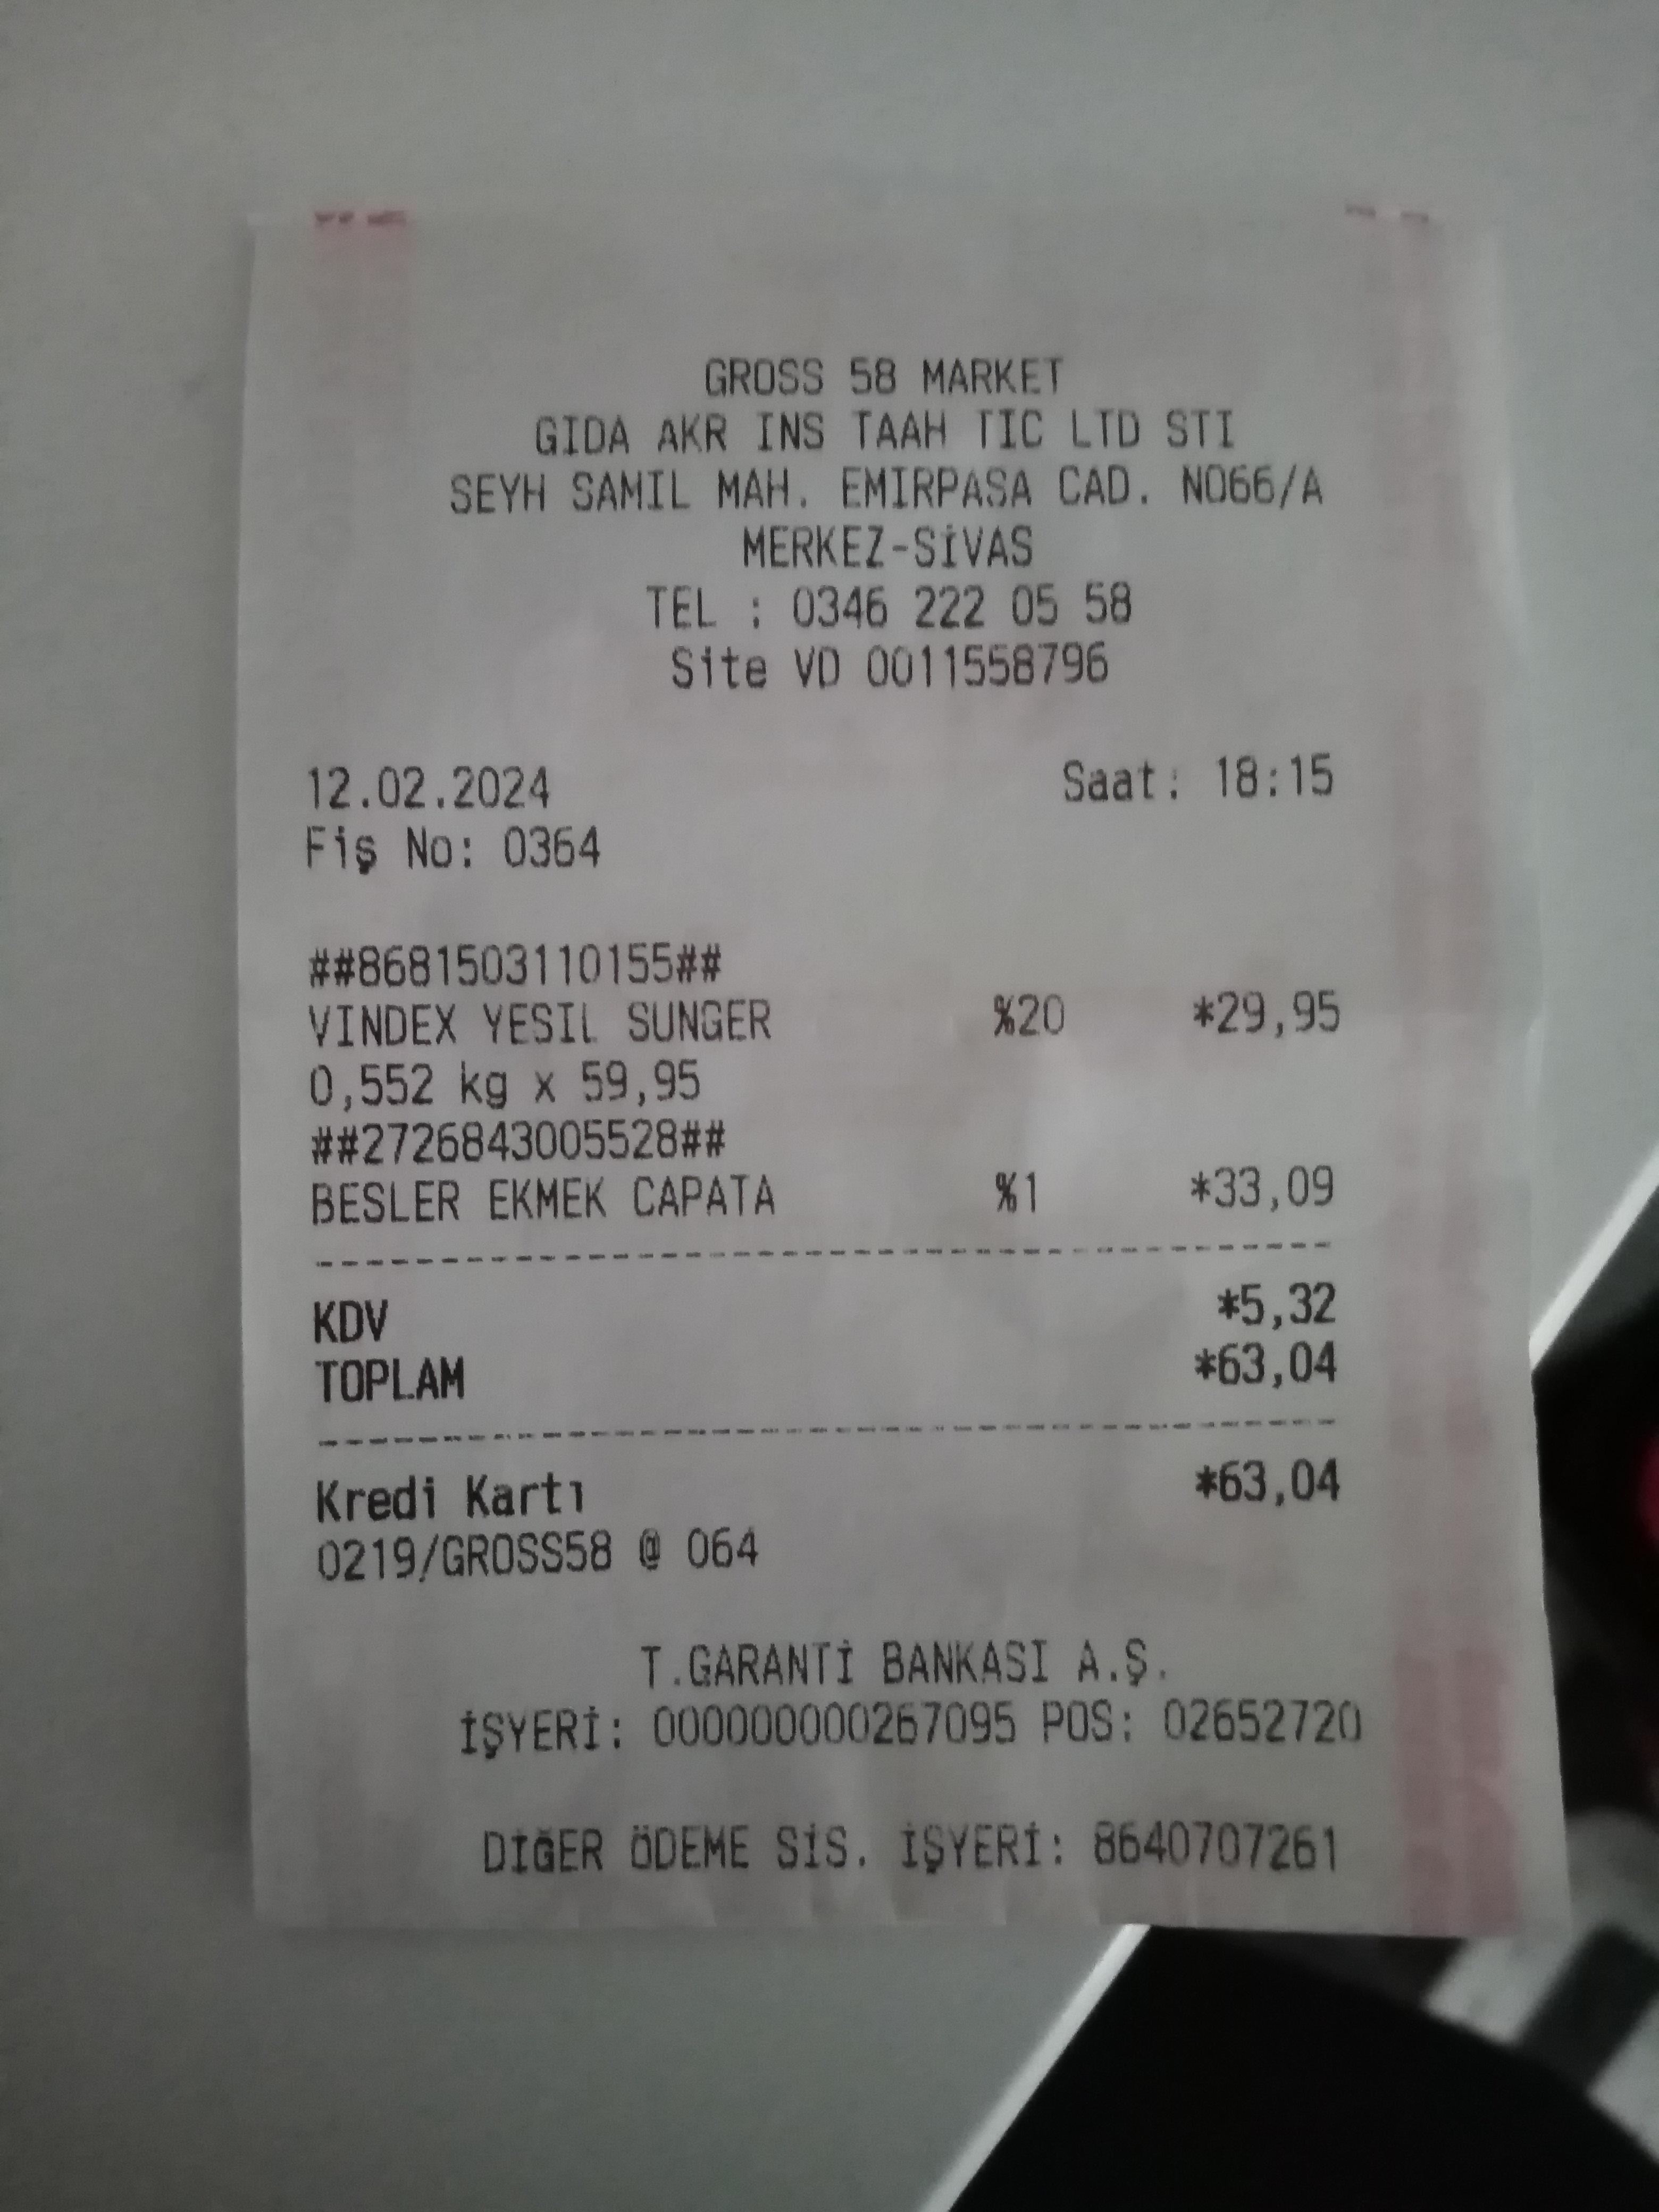 GROSS 58 MARKET
GIDA AKR INS TAAH TIC LTD STI
SEYH SAMIL MAH. EMIRPASA CAD. NO66/A
MERKEZ-SİVAS
TEL : 0346 222 05 58
Site VD 0011558796
12.02.2024 Saat: 18:15
Fiş No: 0364
##8681503110155##
VINDEX YESIL SUNGER %20 *29,95
0,552 kg x 59,95
##2726843005528##
BESLER EKMEK CAPATA %1 *33,09
KDV *5,32
TOPLAM *63,04
Kredi Kartı *63,04
0219/GROSS58 @ 064
T.GARANTİ BANKASI A.Ş.
İŞYERİ: 000000000267095 POS: 02652720
DİĞER ÖDEME SİS. İŞYERİ: 8640707261